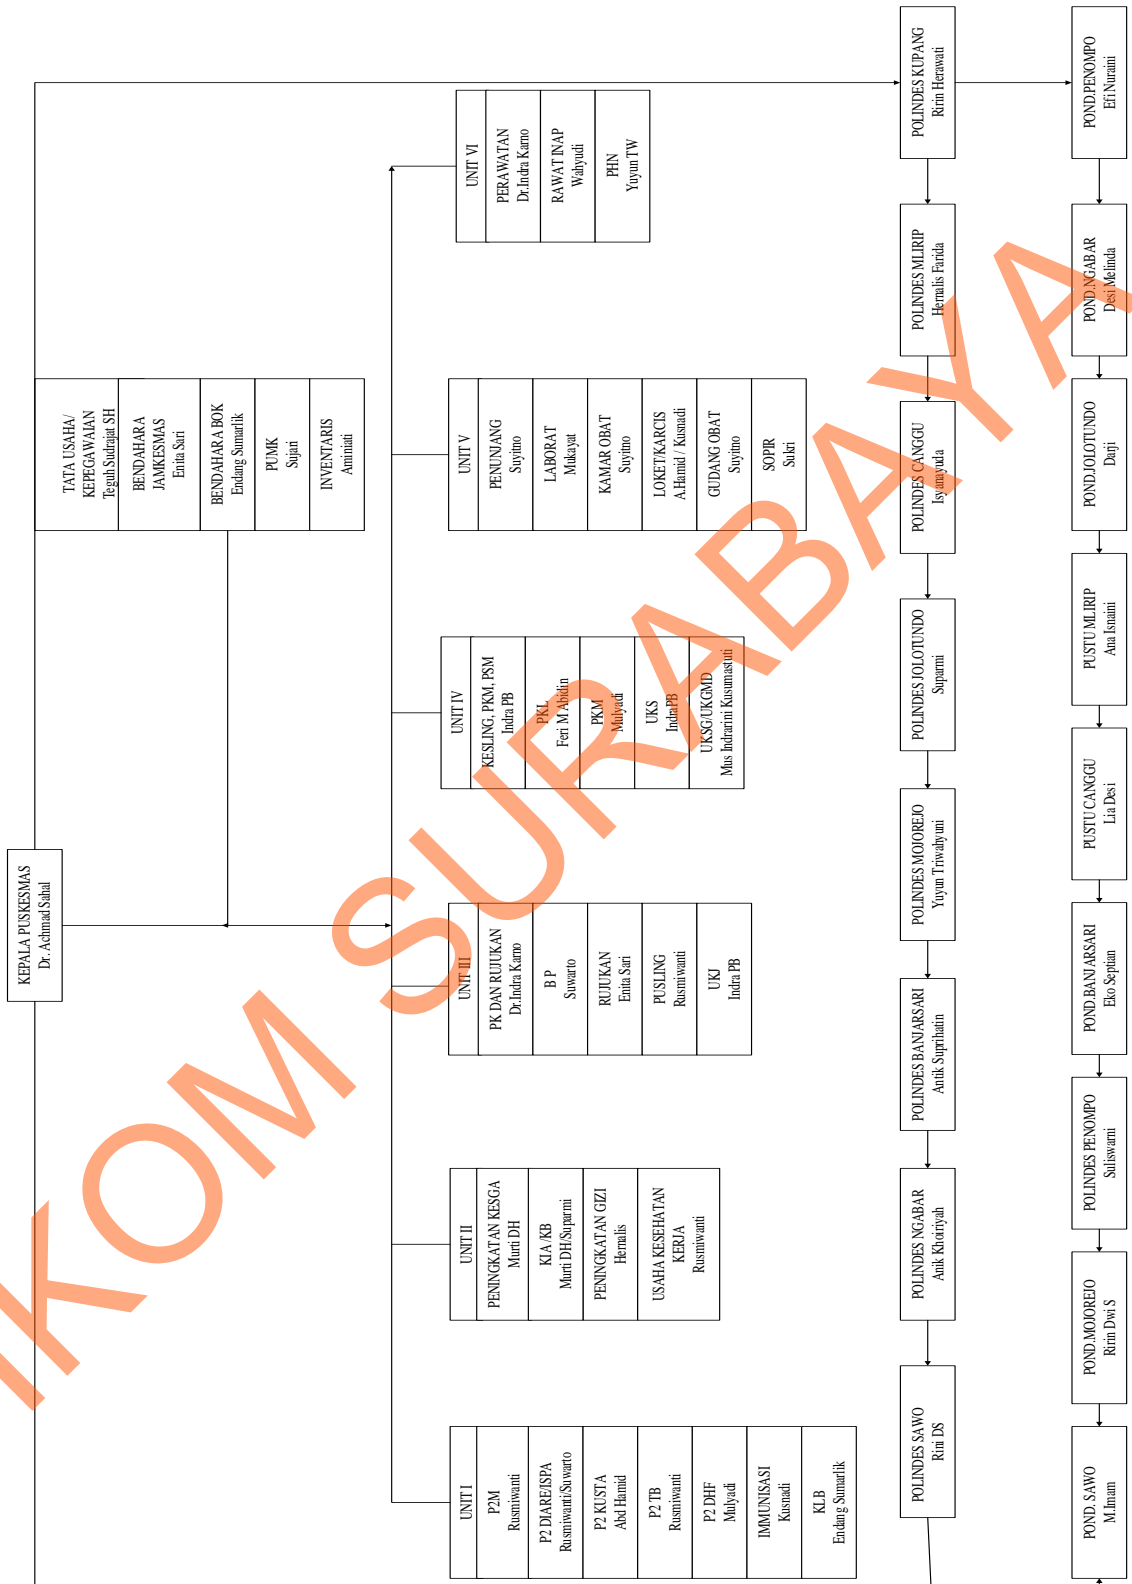 KEPALA PUSKESMAS
Dr. Achmad Sahal
TATA USAHA/
KEPEGAWAIAN
Teguh Sudrajat SH
BENDAHARA
JAMKESMAS
Enita Sari
BENDAHARA BOK
Endang Sumarlik
PUMK
Sujari
INVENTARIS
Aminiati
UNIT I
P2M
Rusmiwanti
P2 DIARE/ISPA
Rusmiwanti/Suwarto
P2 KUSTA
Abd Hamid
P2 TB
Rusmiwanti
P2 DHF
Mulyadi
IMMUNISASI
Kusnadi
KLB
Endang Sumarlik
UNIT II
PENINGKATAN KESGA
Murti DH
KIA /KB
Murti DH/Suparmi
PENINGKATAN GIZI
Hernalis
USAHA KESEHATAN
KERJA
Rusmiwanti
UNIT III
PK DAN RUJUKAN
Dr.Indra Karno
B P
Suwarto
RUJUKAN
Enita Sari
PUSLING
Rusmiwanti
UKJ
Indra PB
UNIT IV
KESLING, PKM, PSM
Indra PB
PKL
Feri M Abidin
PKM
Mulyadi
UKS
IndraPB
UKSG/UKGMD
Mus Indrarini Kusumastuti
UNIT V
PENUNJANG
Suyitno
LABORAT
Mukayat
KAMAR OBAT
Suyitno
LOKET/KARCIS
A.Hamid / Kusnadi
GUDANG OBAT
Suyitno
SOPIR
Sukri
UNIT VI
PERAWATAN
Dr.Indra Karno
RAWAT INAP
Wahyudi
PHN
Yuyun TW
POLINDES SAWO
Rini DS
POLINDES NGABAR
Anik Khoiriyah
POLINDES BANJARSARI
Antik Suprihatin
POLINDES MOJOREJO
Yuyun Triwahyuni
POLINDES JOLOTUNDO
Suparmi
POLINDES CANGGU
Isyanayuda
POLINDES MLIRIP
Hernalis Farida
POLINDES KUPANG
Ririn Herawati
POND. SAWO
M.Imam
POND.MOJOREJO
Ririn Dwi S
POLINDES PENOMPO
Suliswarni
POND.BANJARSARI
Eko Septian
PUSTU CANGGU
Lia Desi
PUSTU MLIRIP
Ana Isnaini
POND.JOLOTUNDO
Darji
POND.NGABAR
Desi Melinda
POND.PENOMPO
Efi Nuraini
IKOM SURABAYA